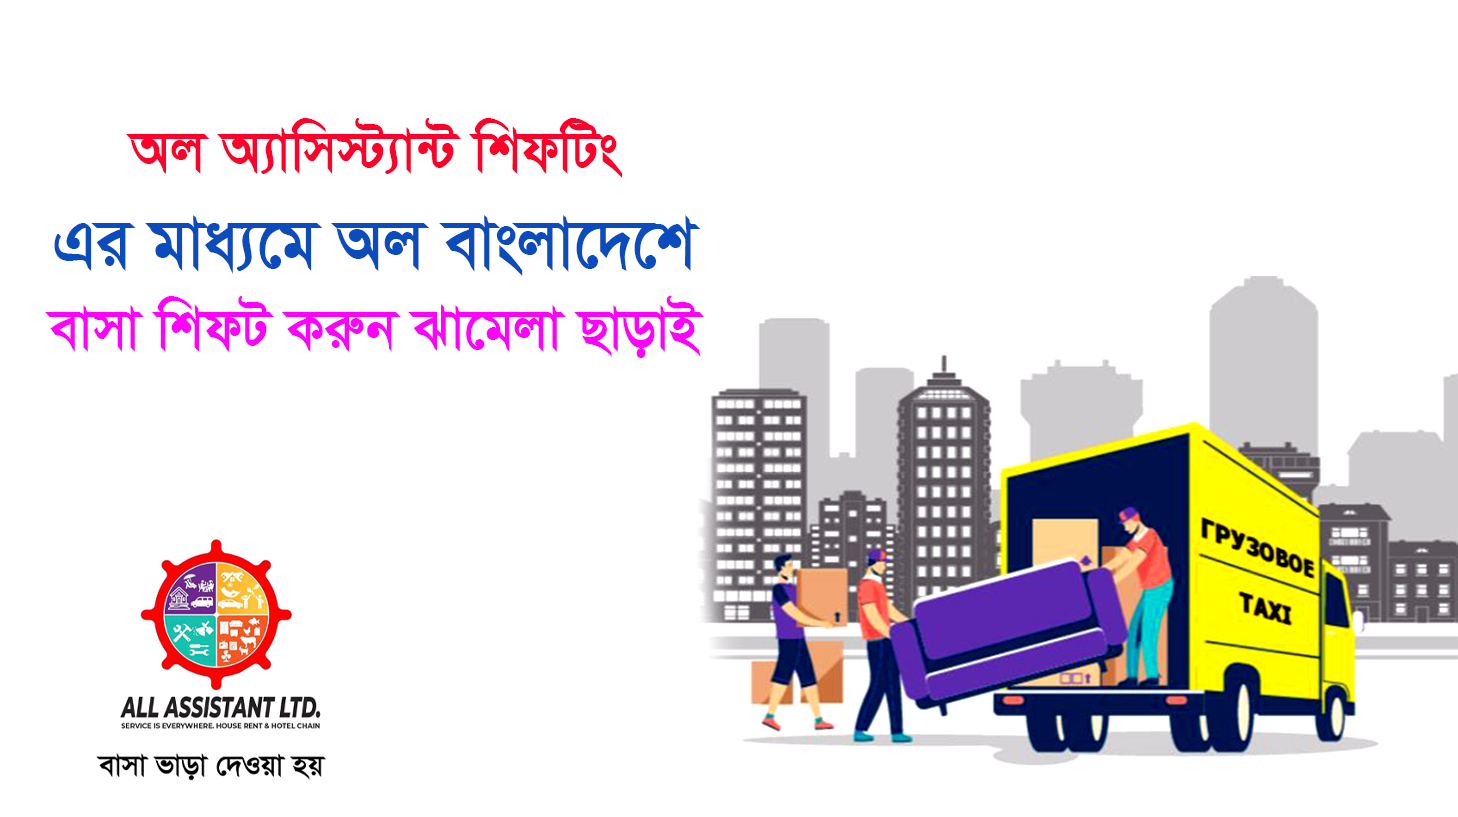 অল অ্যাসিস্ট্যান্ট শিফটিং
এর মাধ্যমে অল বাংলাদেশে
বাসা শিফট করুন ঝামেলা ছাড়াই
ГРУЗОВОЕ
TAXI
ALL ASSISTANT LTD.
SERVICE IS EVERYWHERE. HOUSE RENT & HOTEL CHAIN
বাসা ভাড়া দেওয়া হয়